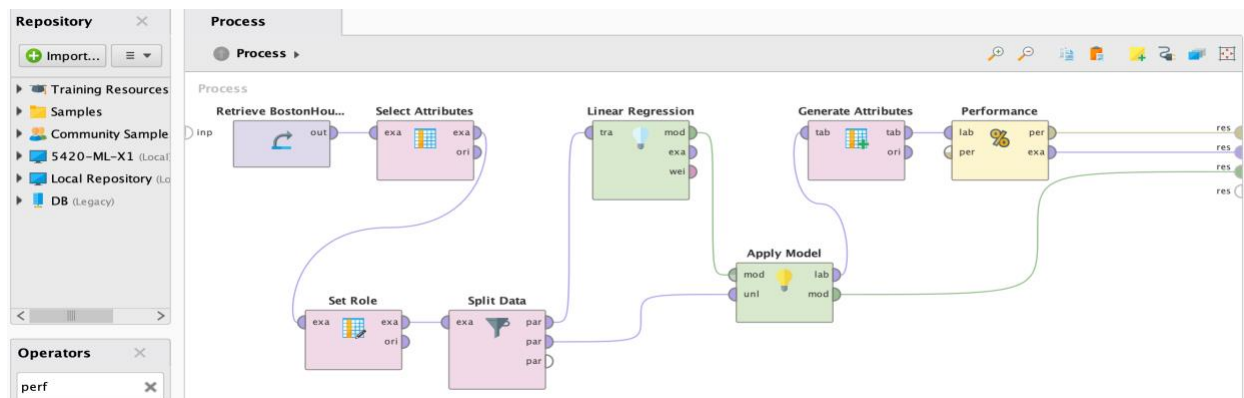 Repository
Process
Import...
Process
Training Resources
Samples
Community Sample
5420-ML-X1 (Local
Local Repository (Lo
DB (Legacy)
Operators
perf
Process
inp
Retrieve BostonHou...
out
Select Attributes
exa exa
ori
Linear Regression
tra mod
exa
wei
Generate Attributes
tab tab
ori
Performance
lab per
per exa
res
res
res
res
Apply Model
mod lab
unl mod
Set Role
exa exa
ori
Split Data
exa par
par
par